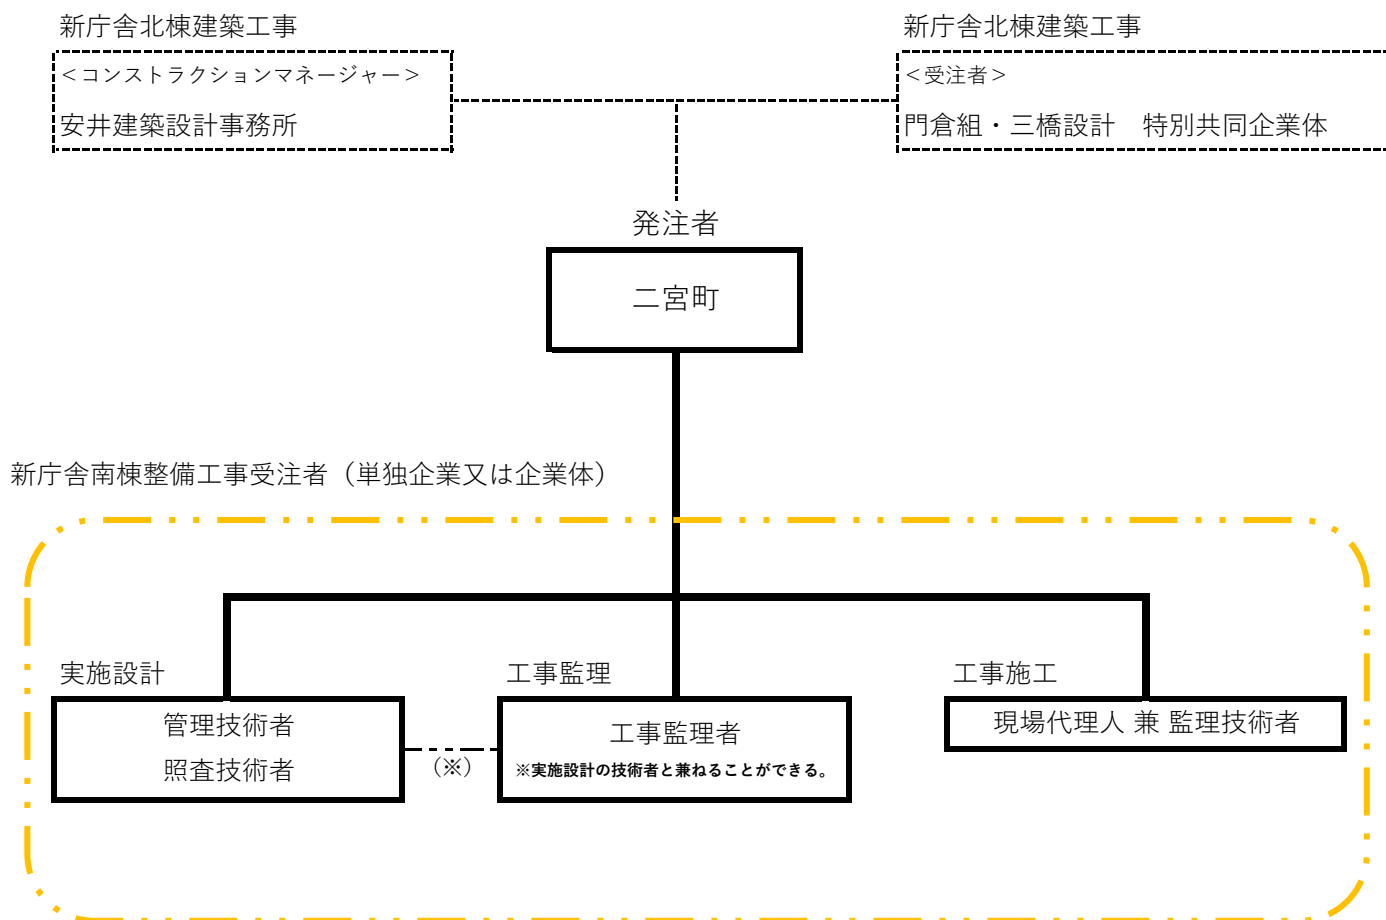 新庁舎北棟建築工事
＜コンストラクションマネージャー＞
安井建築設計事務所
新庁舎北棟建築工事
＜受注者＞
門倉組・三橋設計　特別共同企業体
発注者
二宮町
新庁舎南棟整備工事受注者（単独企業又は企業体）
実施設計
管理技術者
照査技術者
（※）
工事監理
工事監理者
※実施設計の技術者と兼ねることができる。
工事施工
現場代理人 兼 監理技術者